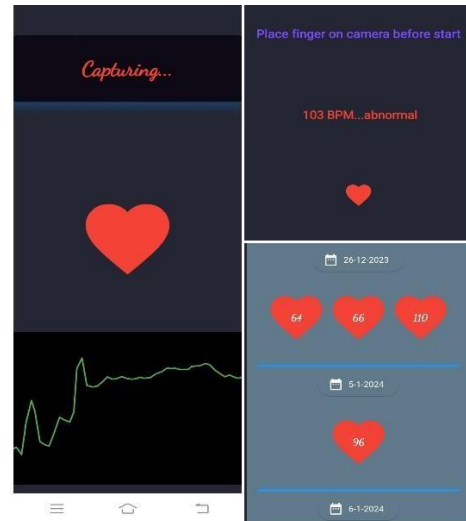 Capturing...
Place finger on camera before start
103 BPM...abnormal
26-12-2023
64 66 110
5-1-2024
96
6-1-2024